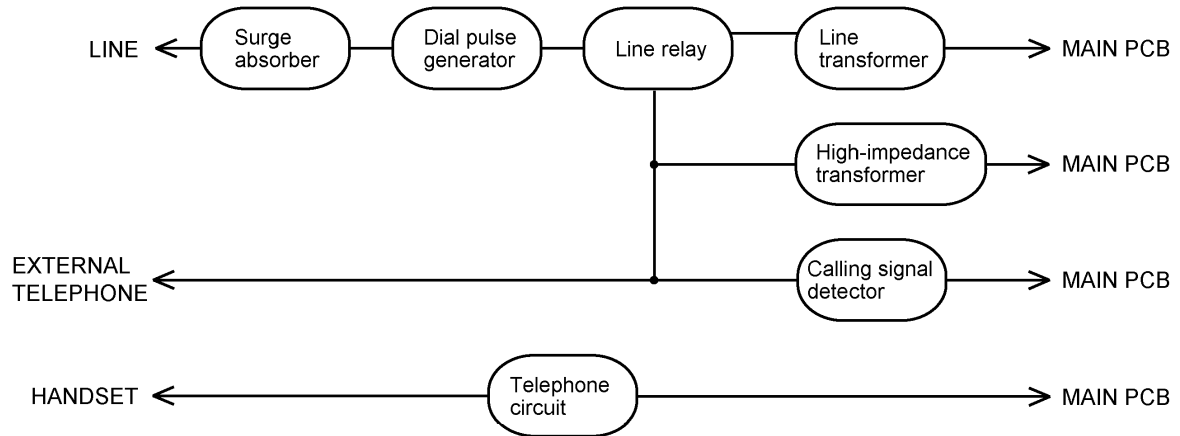 LINE
Surge
absorber
Dial pulse
generator
Line relay
Line
transformer
MAIN PCB
High-impedance
transformer
MAIN PCB
EXTERNAL
TELEPHONE
Calling signal
detector
MAIN PCB
HANDSET
Telephone
circuit
MAIN PCB